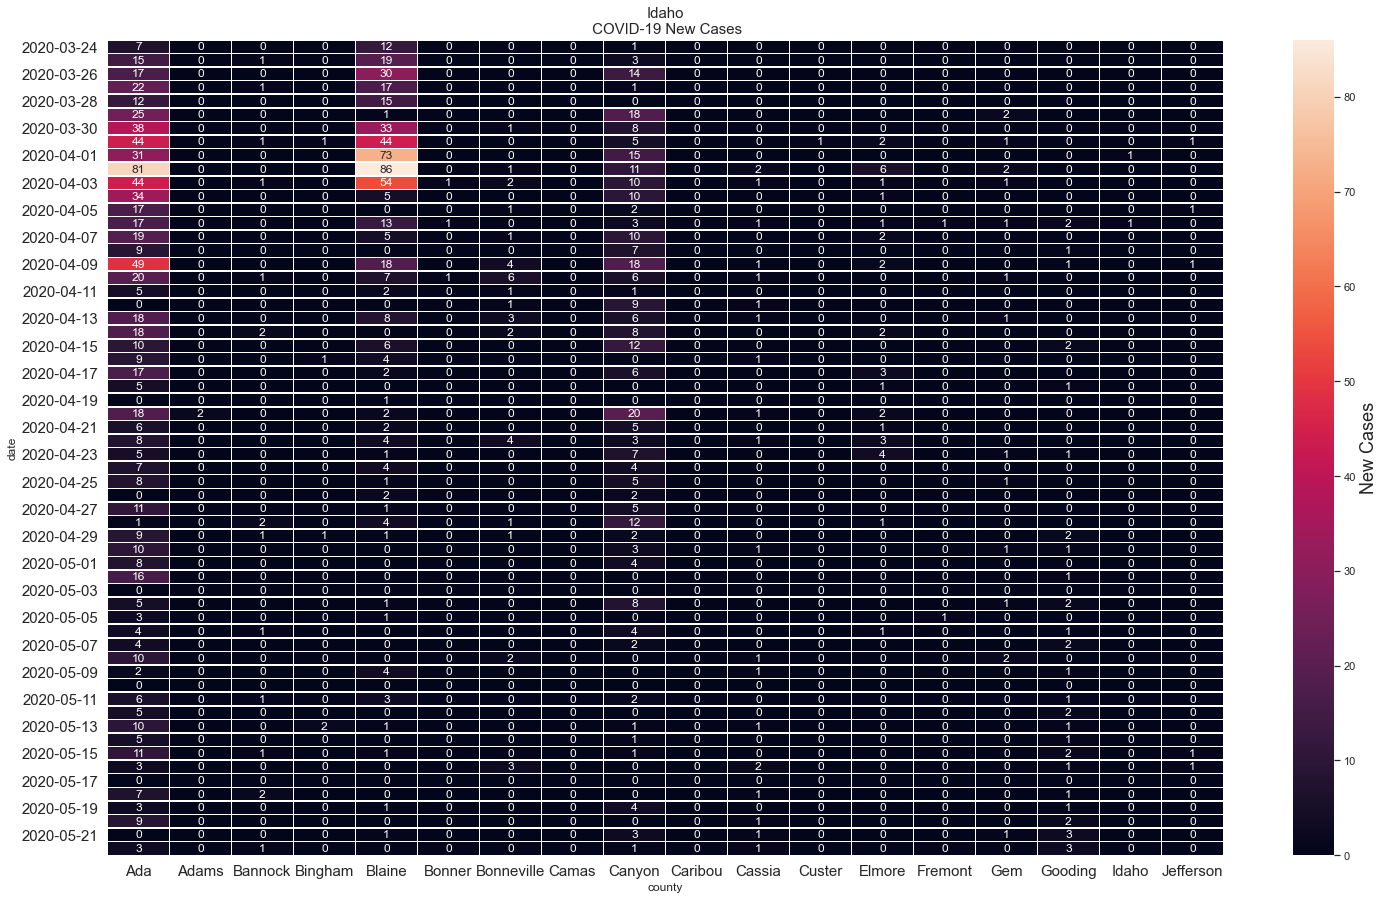 Idaho
COVID-19 New Cases
2020-03-24 7 0 0 0 12 0 0 0 1 0 0 0 0 0 0 0 0 0
15 0 1 0 19 0 0 0 3 0 0 0 0 0 0 0 0 0
2020-03-26 17 0 0 0 30 0 0 0 14 0 0 0 0 0 0 0 0 0
22 0 1 0 17 0 0 0 1 0 0 0 0 0 0 0 0 0
2020-03-28 12 0 0 0 15 0 0 0 0 0 0 0 0 0 0 0 0 0
25 0 0 0 1 0 0 0 18 0 0 0 0 0 2 0 0 0
2020-03-30 38 0 0 0 33 0 1 0 8 0 0 0 0 0 0 0 0 0
44 0 1 1 44 0 0 0 5 0 0 1 2 0 1 0 0 1
2020-04-01 31 0 0 0 73 0 0 0 15 0 0 0 0 0 0 0 1 0
81 0 0 0 86 0 1 0 11 0 2 0 6 0 2 0 0 0
2020-04-03 44 0 1 0 54 1 2 0 10 0 1 0 1 0 1 0 0 0
34 0 0 0 5 0 0 0 10 0 0 0 1 0 0 0 0 0
2020-04-05 17 0 0 0 0 0 1 0 2 0 0 0 0 0 0 0 0 1
17 0 0 0 13 1 0 0 3 0 1 0 1 1 1 2 1 0
2020-04-07 19 0 0 0 5 0 1 0 10 0 0 0 2 0 0 0 0 0
9 0 0 0 0 0 0 0 7 0 0 0 0 0 0 1 0 0
2020-04-09 49 0 0 0 18 0 4 0 18 0 1 0 2 0 0 1 0 1
20 0 1 0 7 1 6 0 6 0 1 0 0 0 1 0 0 0
2020-04-11 5 0 0 0 2 0 1 0 1 0 0 0 0 0 0 0 0 0
0 0 0 0 0 0 1 0 9 0 1 0 0 0 0 0 0 0
2020-04-13 18 0 0 0 8 0 3 0 6 0 1 0 0 0 1 0 0 0
18 0 2 0 0 0 2 0 8 0 0 0 2 0 0 0 0 0
2020-04-15 10 0 0 0 6 0 0 0 12 0 0 0 0 0 0 2 0 0
9 0 0 1 4 0 0 0 0 0 1 0 0 0 0 0 0 0
2020-04-17 17 0 0 0 2 0 0 0 6 0 0 0 3 0 0 0 0 0
5 0 0 0 0 0 0 0 0 0 0 0 1 0 0 1 0 0
2020-04-19 0 0 0 0 1 0 0 0 0 0 0 0 0 0 0 0 0 0
18 2 0 0 2 0 0 0 20 0 1 0 2 0 0 0 0 0
2020-04-21 6 0 0 0 2 0 0 0 5 0 0 0 1 0 0 0 0 0
8 0 0 0 4 0 4 0 3 0 1 0 3 0 0 0 0 0
2020-04-23 5 0 0 0 1 0 0 0 7 0 0 0 4 0 1 1 0 0
7 0 0 0 4 0 0 0 4 0 0 0 0 0 0 0 0 0
2020-04-25 8 0 0 0 1 0 0 0 5 0 0 0 0 0 1 0 0 0
0 0 0 0 2 0 0 0 2 0 0 0 0 0 0 0 0 0
2020-04-27 11 0 0 0 1 0 0 0 5 0 0 0 0 0 0 0 0 0
1 0 2 0 4 0 1 0 12 0 0 0 1 0 0 0 0 0
2020-04-29 9 0 1 1 1 0 1 0 2 0 0 0 0 0 0 2 0 0
10 0 0 0 0 0 0 0 3 0 1 0 0 0 1 1 0 0
2020-05-01 8 0 0 0 0 0 0 0 4 0 0 0 0 0 0 0 0 0
16 0 0 0 0 0 0 0 0 0 0 0 0 0 0 1 0 0
2020-05-03 0 0 0 0 0 0 0 0 0 0 0 0 0 0 0 0 0 0
5 0 0 0 1 0 0 0 8 0 0 0 0 0 1 2 0 0
2020-05-05 3 0 0 0 1 0 0 0 0 0 0 0 0 1 0 0 0 0
4 0 1 0 0 0 0 0 4 0 0 0 1 0 0 1 0 0
2020-05-07 4 0 0 0 0 0 0 0 2 0 0 0 0 0 0 2 0 0
10 0 0 0 0 0 2 0 0 0 1 0 0 0 2 0 0 0
2020-05-09 2 0 0 0 4 0 0 0 0 0 1 0 0 0 0 1 0 0
0 0 0 0 0 0 0 0 0 0 0 0 0 0 0 0 0 0
2020-05-11 6 0 1 0 3 0 0 0 2 0 0 0 0 0 0 1 0 0
5 0 0 0 0 0 0 0 0 0 0 0 0 0 0 2 0 0
2020-05-13 10 0 0 2 1 0 0 0 1 0 1 0 0 0 0 1 0 0
5 0 0 0 0 0 0 0 1 0 0 0 0 0 0 1 0 0
2020-05-15 11 0 1 0 1 0 0 0 1 0 0 0 0 0 0 2 0 1
3 0 0 0 0 0 3 0 0 0 2 0 0 0 0 1 0 1
2020-05-17 0 0 0 0 0 0 0 0 0 0 0 0 0 0 0 0 0 0
7 0 2 0 0 0 0 0 0 0 1 0 0 0 0 1 0 0
2020-05-19 3 0 0 0 1 0 0 0 4 0 0 0 0 0 0 1 0 0
9 0 0 0 0 0 0 0 0 0 1 0 0 0 0 2 0 0
2020-05-21 0 0 0 0 1 0 0 0 3 0 1 0 0 0 1 3 0 0
3 0 1 0 0 0 0 0 1 0 1 0 0 0 0 3 0 0
Ada Adams Bannock Bingham Blaine Bonner Bonneville Camas Canyon Caribou Cassia Custer Elmore Fremont Gem Gooding Idaho Jefferson
county
date
80
70
60
50
40
30
20
10
0
New Cases